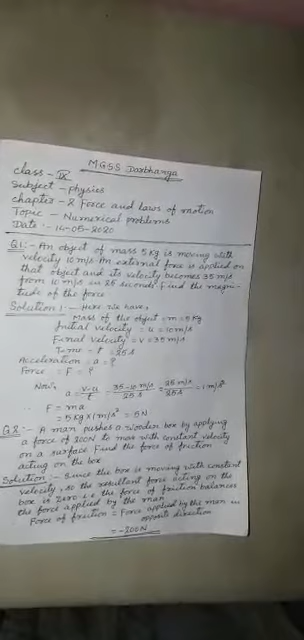 MGSS Darbhanga
class - IX
Subject - physics
chapter - 2 Force and laws of motion
Topic - Numerical problems
Date :- 14-05-2020
Q1:- An object of mass 5 Kg is moving with
velocity 10 m/s. An external force is applied on
that object and its velocity becomes 35 m/s
from 10 m/s in 25 seconds. Find the magni-
tude of the force
Solution :- Here we have,
Mass of the object = m = 5 Kg
Initial velocity = u = 10 m/s
Final velocity = v = 35 m/s
Time = t = 25 s
Acceleration = a = ?
Force = F = ?
Now, a = v-u/t = 35-10 m/s/25 s = 25 m/s/25 s = 1 m/s²
F = ma
= 5 Kg × 1 m/s² = 5N
Q2:- A man pushes a wooden box by applying
a force of 200N to move with constant velocity
on a surface. Find the force of friction
acting on the box
Solution :- Since the box is moving with constant
velocity, so the resultant force acting on the
box is zero i.e. the force of friction balances
the force applied by the man
Force of friction = Force applied by the man in
opposite direction
= -200N